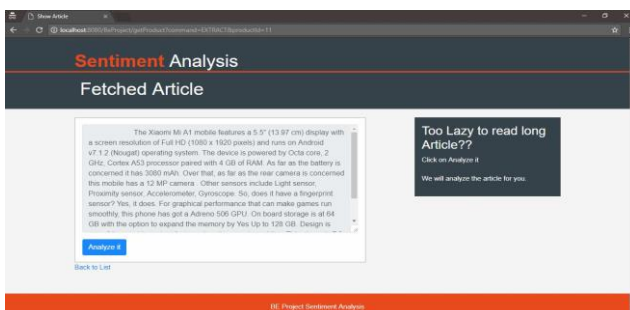 Show Article
localhost:8080/BeProject/getProduct?command=EXTRACT&productId=11
Sentiment Analysis
Fetched Article
The Xiaomi Mi A1 mobile features a 5.5" (13.97 cm) display with
a screen resolution of Full HD (1080 x 1920 pixels) and runs on Android
v7.1.2 (Nougat) operating system. The device is powered by Octa core, 2
GHz, Cortex A53 processor paired with 4 GB of RAM. As far as the battery is
concerned it has 3080 mAh. Over that, as far as the rear camera is concerned
this mobile has a 12 MP camera . Other sensors include Light sensor,
Proximity sensor, Accelerometer, Gyroscope. So, does it have a fingerprint
sensor? Yes, it does. For graphical performance that can make games run
smoothly, this phone has got a Adreno 506 GPU. On board storage is at 64
GB with the option to expand the memory by Yes Up to 128 GB. Design is
Analyze it
Back to List
Too Lazy to read long
Article??
Click on Analyze it
We will analyze the article for you.
BE Project Sentiment Analysis